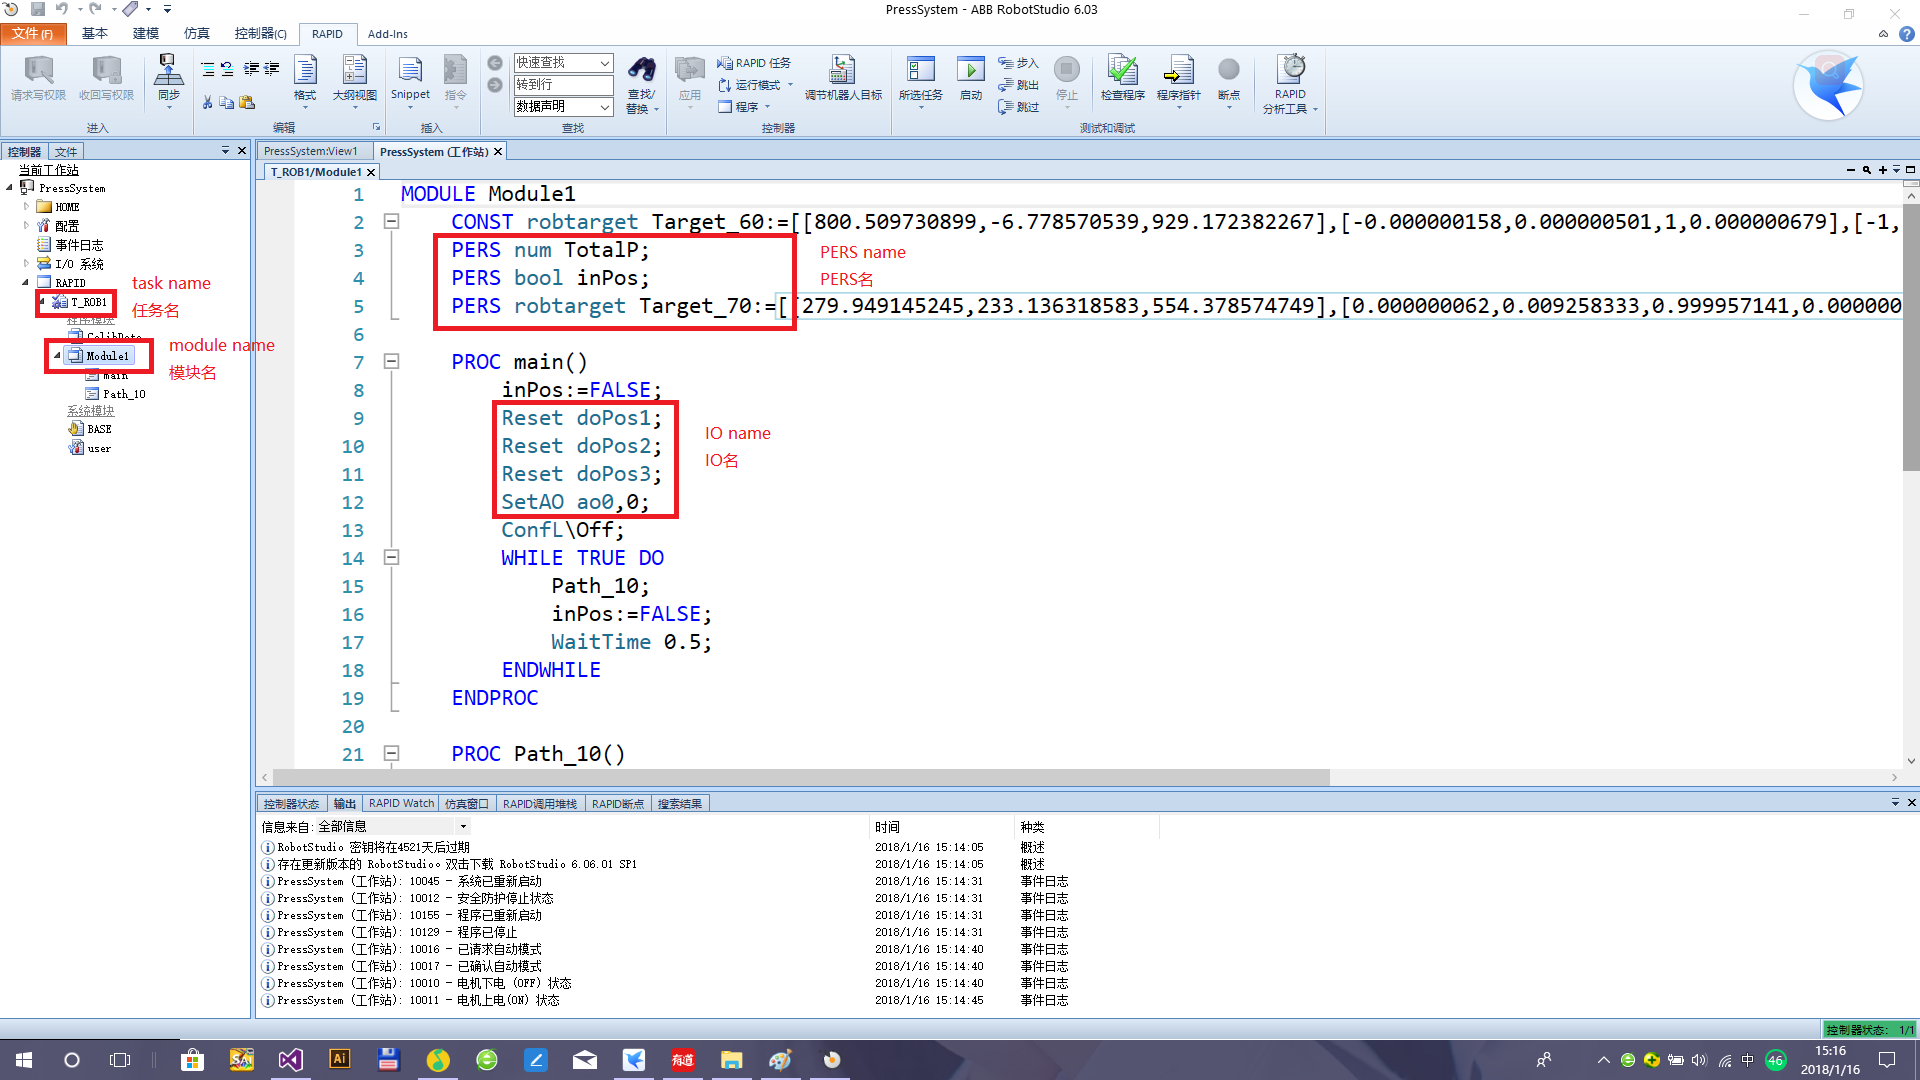 PressSystem - ABB RobotStudio 6.03
文件(F) 基本 建模 仿真 控制器(C) RAPID Add-Ins
请求写权限 收回写权限 同步 格式 大纲视图 Snippet 指令
快速查找
转到行
数据声明
查找/
替换
应用
RAPID 任务
运行模式
程序
调节机器人目标 所选任务 启动
步入
跳出
跳过
停止 检查程序 程序指针 断点
RAPID
分析工具
进入 编辑 插入 查找 控制器 测试和调试
控制器 文件
当前工作站
PressSystem
HOME
配置
事件日志
I/O 系统
RAPID
T_ROB1
程序模块
CalibData
Module1
main
Path_10
系统模块
BASE
user
task name
任务名
module name
模块名
PressSystem:View1 PressSystem (工作站)
T_ROB1/Module1
1 MODULE Module1
2 CONST robtarget Target_60:=[[800.509730899,-6.778570539,929.172382267],[-0.000000158,0.000000501,1,0.000000679],[-1,
3 PERS num TotalP;
4 PERS bool inPos;
5 PERS robtarget Target_70:=[[279.949145245,233.136318583,554.378574749],[0.000000062,0.009258333,0.999957141,0.000000
6
7 PROC main()
8 inPos:=FALSE;
9 Reset doPos1;
10 Reset doPos2;
11 Reset doPos3;
12 SetAO ao0,0;
13 ConfL\Off;
14 WHILE TRUE DO
15 Path_10;
16 inPos:=FALSE;
17 WaitTime 0.5;
18 ENDWHILE
19 ENDPROC
20
21 PROC Path_10()
PERS name
PERS名
IO name
IO名
控制器状态 输出 RAPID Watch 仿真窗口 RAPID调用堆栈 RAPID断点 搜索结果
信息来自: 全部信息 时间 种类
RobotStudio 密钥将在4521天后过期 2018/1/16 15:14:05 概述
存在更新版本的 RobotStudio。双击下载 RobotStudio 6.06.01 SP1 2018/1/16 15:14:05 概述
PressSystem (工作站): 10045 - 系统已重新启动 2018/1/16 15:14:31 事件日志
PressSystem (工作站): 10012 - 安全防护停止状态 2018/1/16 15:14:31 事件日志
PressSystem (工作站): 10155 - 程序已重新启动 2018/1/16 15:14:31 事件日志
PressSystem (工作站): 10129 - 程序已停止 2018/1/16 15:14:31 事件日志
PressSystem (工作站): 10016 - 已请求自动模式 2018/1/16 15:14:40 事件日志
PressSystem (工作站): 10017 - 已确认自动模式 2018/1/16 15:14:40 事件日志
PressSystem (工作站): 10010 - 电机下电 (OFF) 状态 2018/1/16 15:14:40 事件日志
PressSystem (工作站): 10011 - 电机上电(ON) 状态 2018/1/16 15:14:45 事件日志
控制器状态: 1/1
Ai 有道 中 46
15:16
2018/1/16